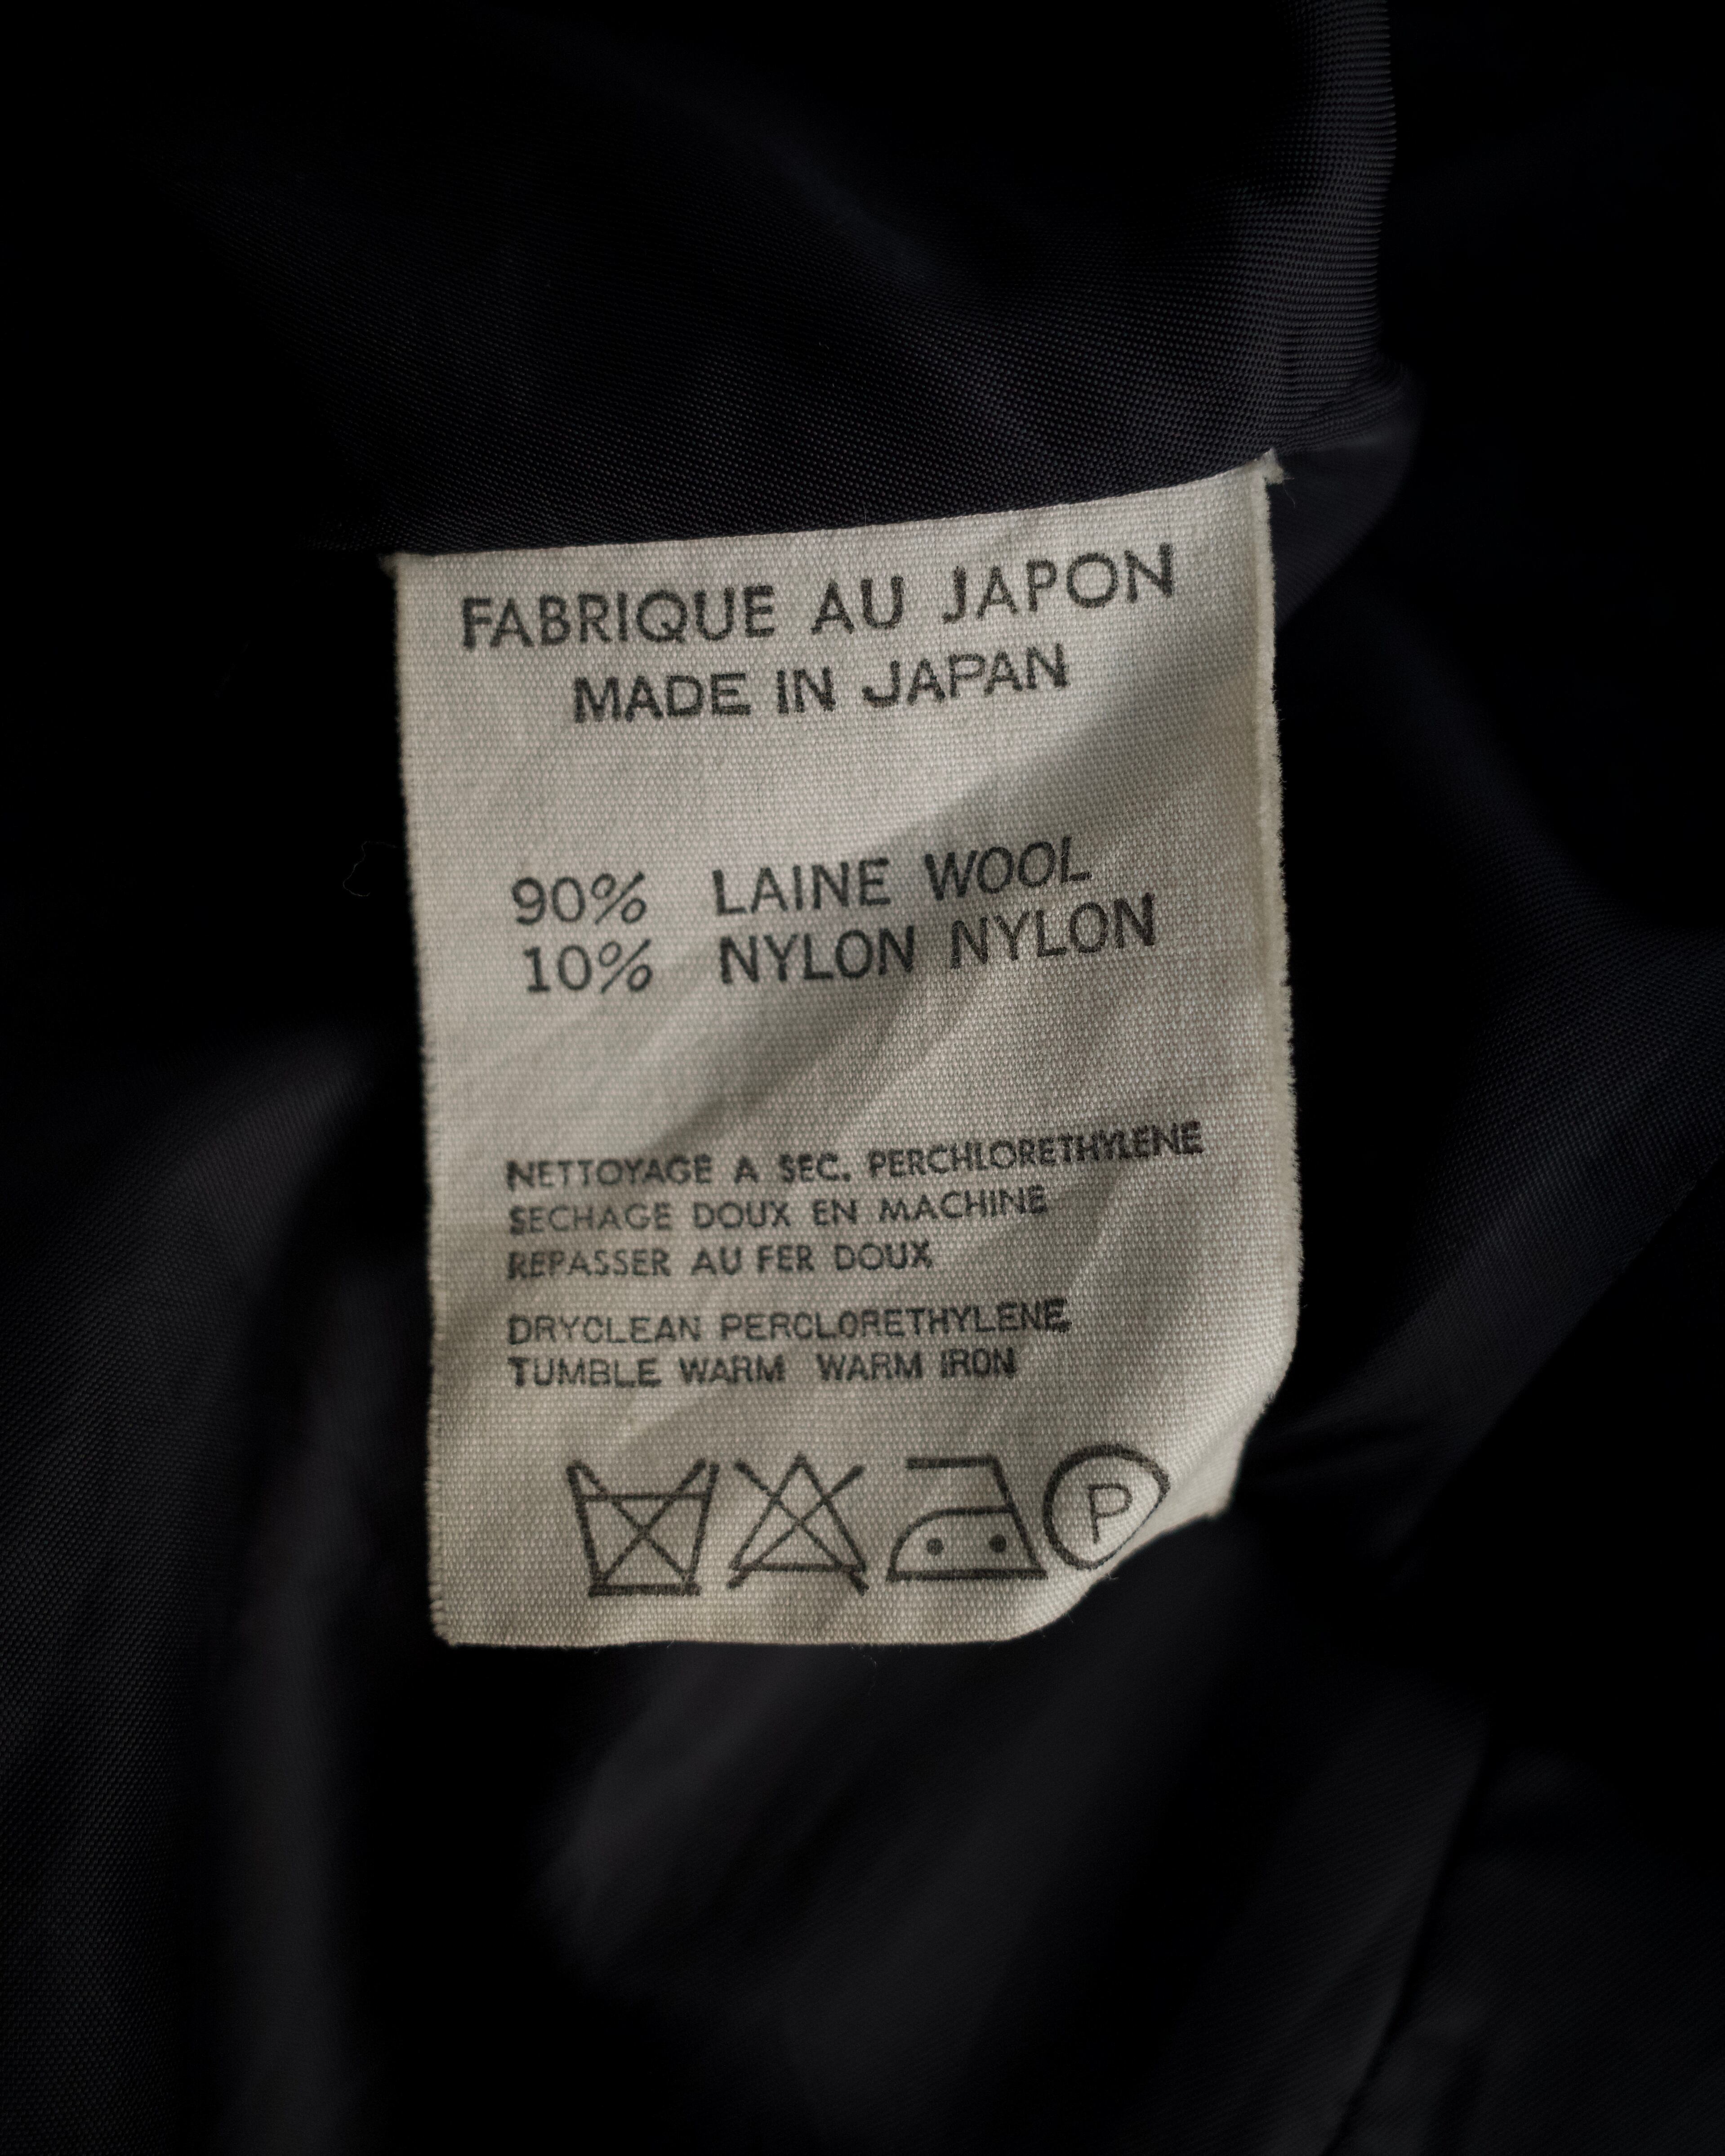 FABRIQUE AU JAPON
MADE IN JAPAN
90% LAINE WOOL
10% NYLON NYLON
NETTOYAGE A SEC. PERCHLORETHYLENE
SECHAGE DOUX EN MACHINE
REPASSER AU FER DOUX
DRYCLEAN PERCLORETHYLENE
TUMBLE WARM WARM IRON
P